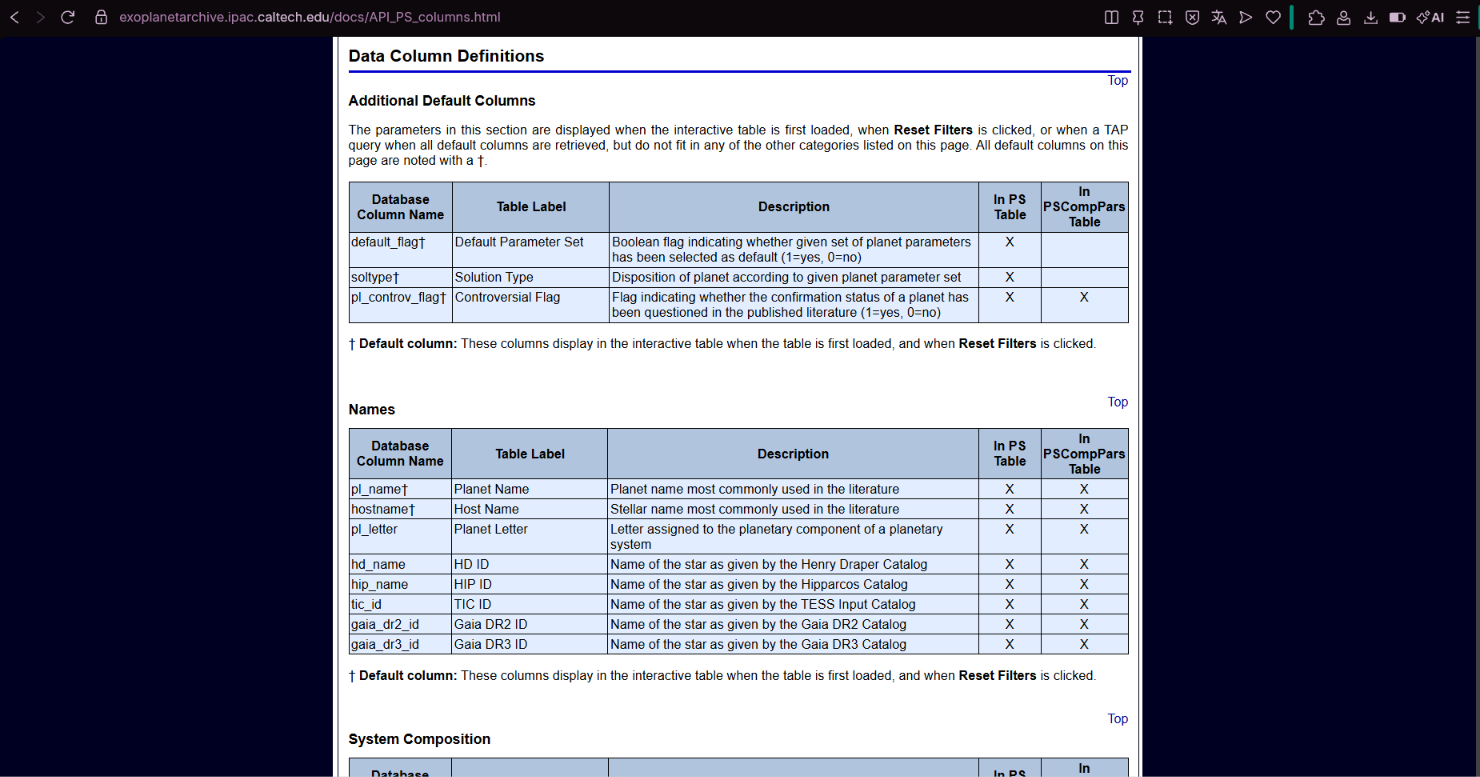 exoplanetarchive.ipac.caltech.edu/docs/API_PS_columns.html
AI
Data Column Definitions
Top
Additional Default Columns
The parameters in this section are displayed when the interactive table is first loaded, when Reset Filters is clicked, or when a TAP
query when all default columns are retrieved, but do not fit in any of the other categories listed on this page. All default columns on this
page are noted with a †.
Database Column Name Table Label Description In PS Table In PSCompPars Table
default_flag† Default Parameter Set Boolean flag indicating whether given set of planet parameters X
has been selected as default (1=yes, 0=no)
soltype† Solution Type Disposition of planet according to given planet parameter set X
pl_controv_flag† Controversial Flag Flag indicating whether the confirmation status of a planet has X X
been questioned in the published literature (1=yes, 0=no)
† Default column: These columns display in the interactive table when the table is first loaded, and when Reset Filters is clicked.
Top
Names
Database Column Name Table Label Description In PS Table In PSCompPars Table
pl_name† Planet Name Planet name most commonly used in the literature X X
hostname† Host Name Stellar name most commonly used in the literature X X
pl_letter Planet Letter Letter assigned to the planetary component of a planetary X X
system
hd_name HD ID Name of the star as given by the Henry Draper Catalog X X
hip_name HIP ID Name of the star as given by the Hipparcos Catalog X X
tic_id TIC ID Name of the star as given by the TESS Input Catalog X X
gaia_dr2_id Gaia DR2 ID Name of the star as given by the Gaia DR2 Catalog X X
gaia_dr3_id Gaia DR3 ID Name of the star as given by the Gaia DR3 Catalog X X
† Default column: These columns display in the interactive table when the table is first loaded, and when Reset Filters is clicked.
Top
System Composition
Database In PS In